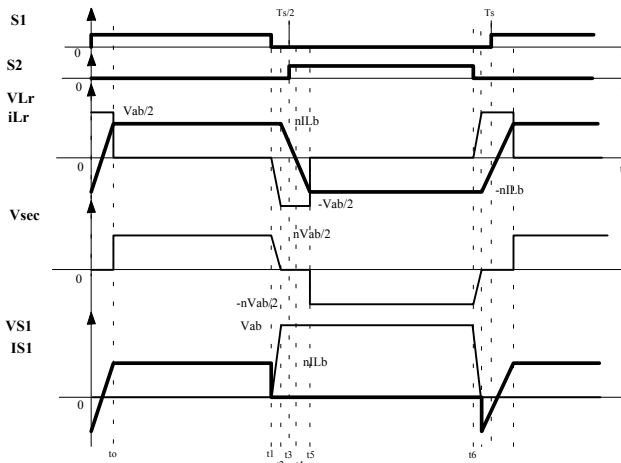 Ts/2
Ts
S1
0
S2
0
VLr
Vab/2
iLr
nILb
0
t
-nILb
-Vab/2
Vsec
nVab/2
0
-nVab/2
VS1
Vab
IS1
nILb
0
to
t1
t3
t5
t6